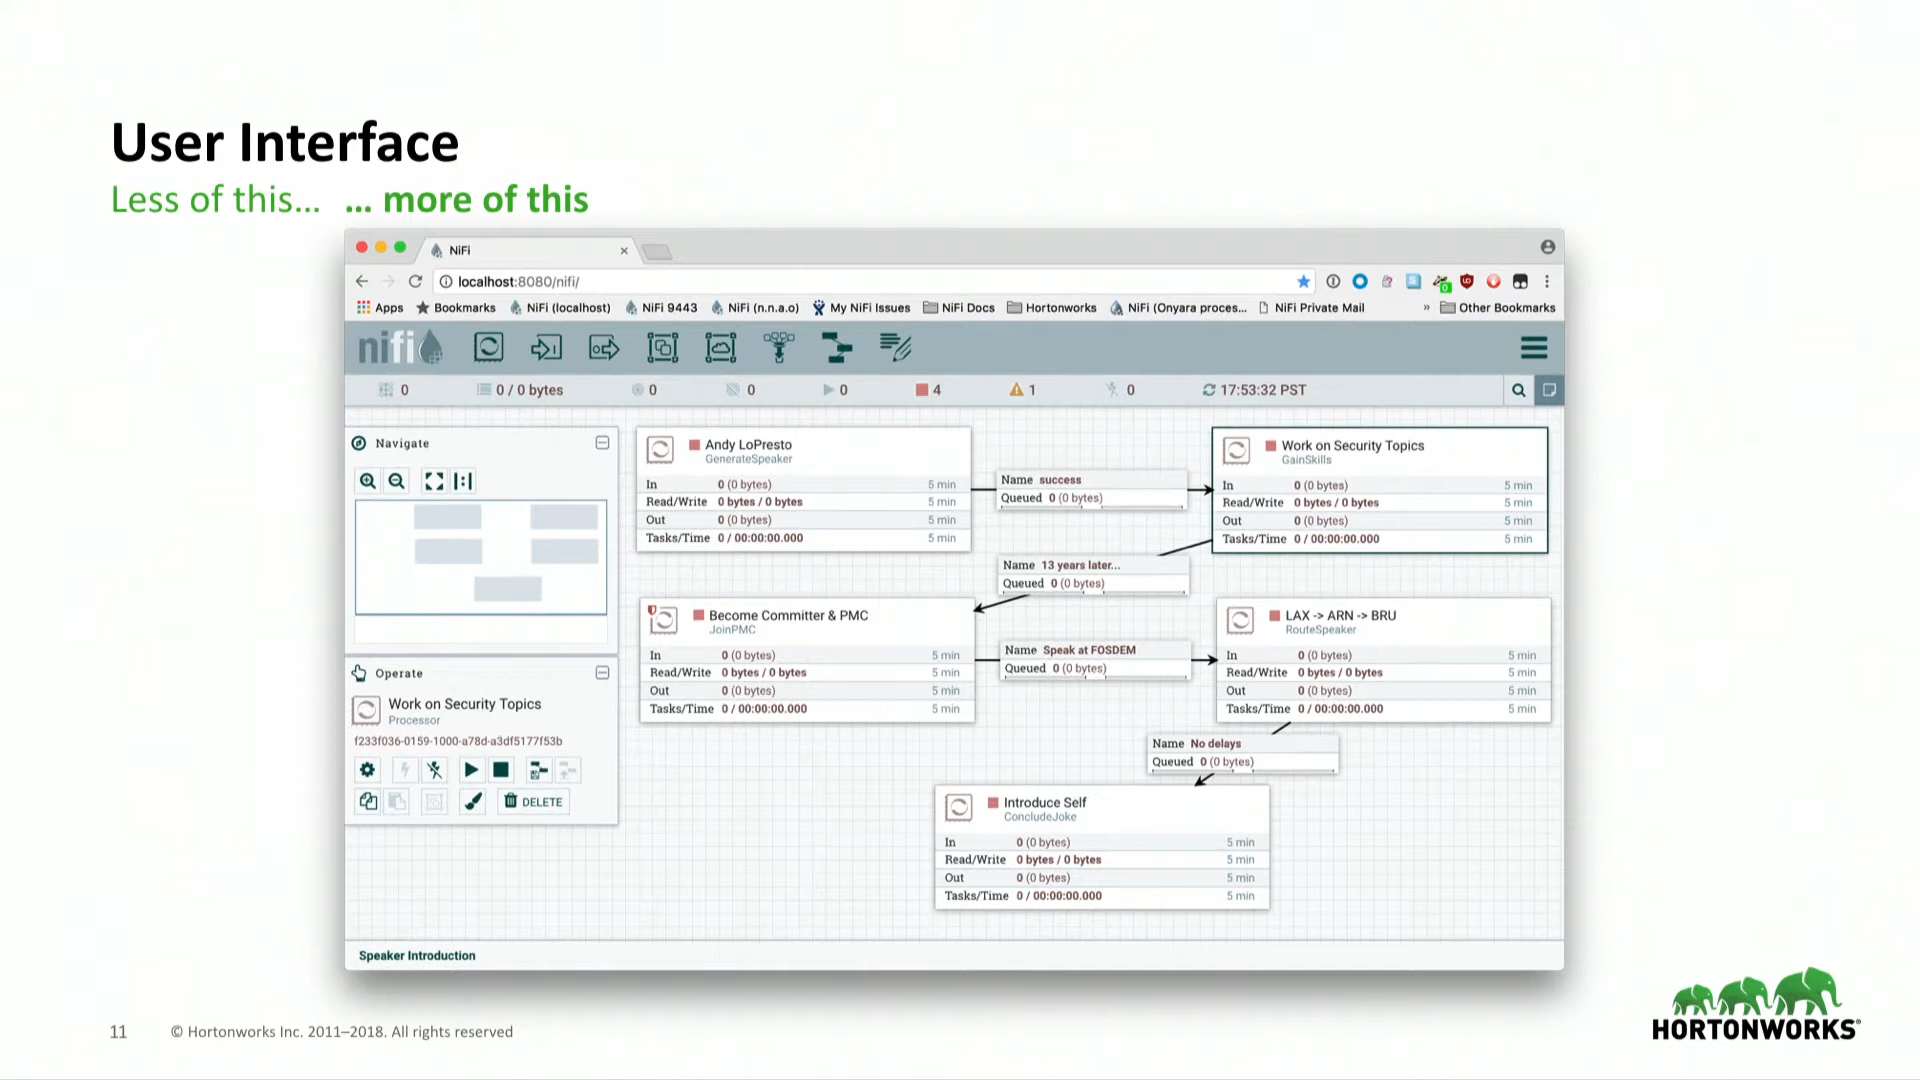 User Interface
Less of this... ... more of this
NiFi
localhost:8080/nifi/
Apps Bookmarks NiFi (localhost) NiFi 9443 NiFi (n.n.a.o) My NiFi Issues NiFi Docs Hortonworks NiFi (Onyara proces... NiFi Private Mail » Other Bookmarks
nifi
0 0 / 0 bytes 0 0 0 4 1 0 17:53:32 PST
Navigate
Operate
Work on Security Topics
Processor
f233f036-0159-1000-a78d-a3df5177f53b
DELETE
Andy LoPresto
GenerateSpeaker
In 0 (0 bytes) 5 min
Read/Write 0 bytes / 0 bytes 5 min
Out 0 (0 bytes) 5 min
Tasks/Time 0 / 00:00:00.000 5 min
Name success
Queued 0 (0 bytes)
Work on Security Topics
GainSkills
In 0 (0 bytes) 5 min
Read/Write 0 bytes / 0 bytes 5 min
Out 0 (0 bytes) 5 min
Tasks/Time 0 / 00:00:00.000 5 min
Name 13 years later...
Queued 0 (0 bytes)
Become Committer & PMC
JoinPMC
In 0 (0 bytes) 5 min
Read/Write 0 bytes / 0 bytes 5 min
Out 0 (0 bytes) 5 min
Tasks/Time 0 / 00:00:00.000 5 min
Name Speak at FOSDEM
Queued 0 (0 bytes)
LAX -> ARN -> BRU
RouteSpeaker
In 0 (0 bytes) 5 min
Read/Write 0 bytes / 0 bytes 5 min
Out 0 (0 bytes) 5 min
Tasks/Time 0 / 00:00:00.000 5 min
Name No delays
Queued 0 (0 bytes)
Introduce Self
ConcludeJoke
In 0 (0 bytes) 5 min
Read/Write 0 bytes / 0 bytes 5 min
Out 0 (0 bytes) 5 min
Tasks/Time 0 / 00:00:00.000 5 min
Speaker Introduction
11 © Hortonworks Inc. 2011–2018. All rights reserved
HORTONWORKS